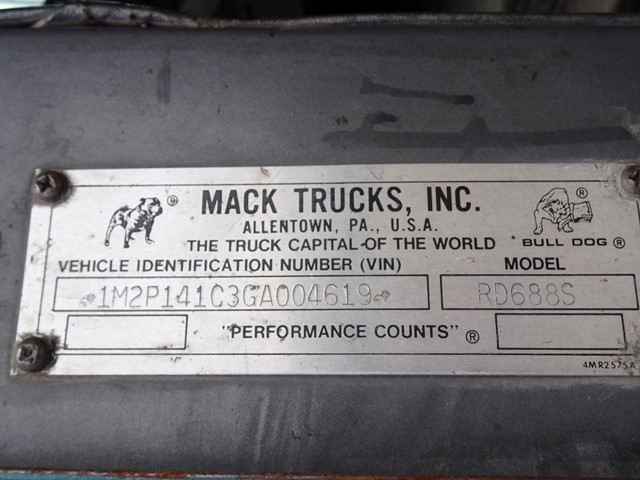 MACK TRUCKS, INC.
ALLENTOWN, PA., U.S.A.
THE TRUCK CAPITAL OF THE WORLD
BULL DOG ®
VEHICLE IDENTIFICATION NUMBER (VIN)
MODEL
1M2P141C3GA004619
RD688S
"PERFORMANCE COUNTS" ®
4MR2575A